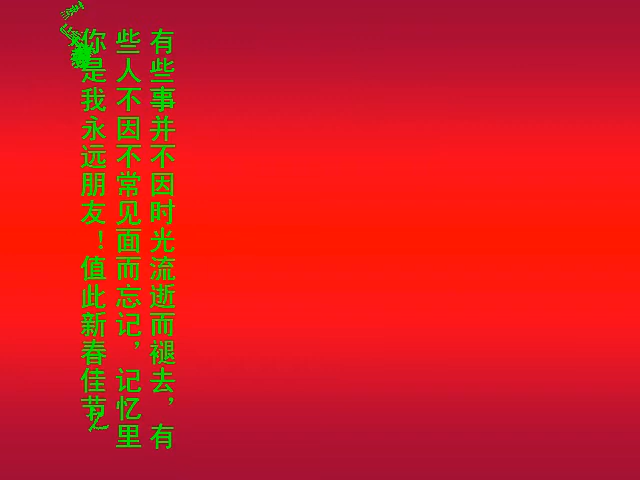 有些事并不因时光流逝而褪去，有
些人不因不常见面而忘记，记忆里
你是我永远朋友！值此新春佳节